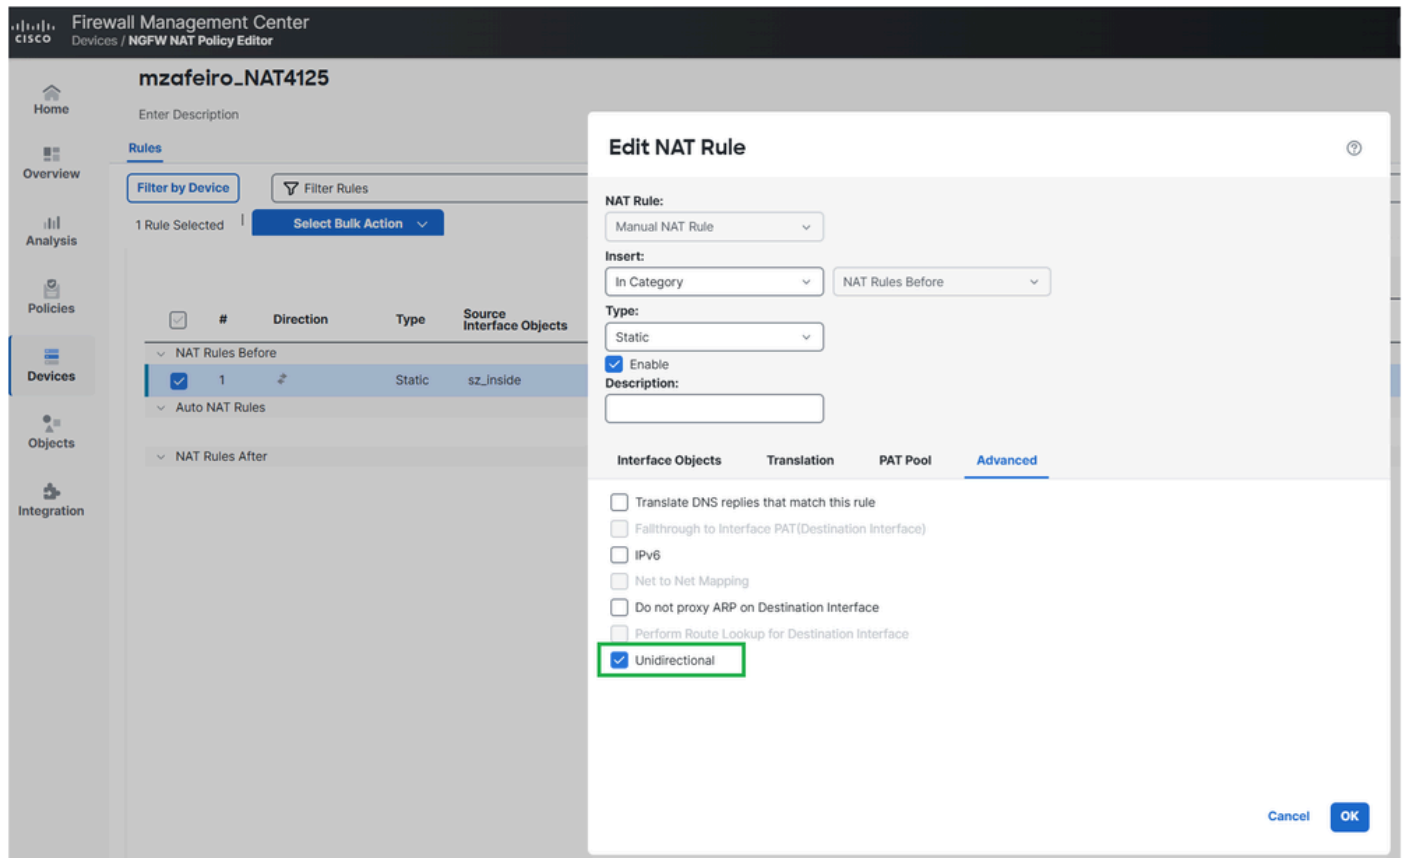 CISCO
Firewall Management Center
Devices / NGFW NAT Policy Editor
Home
Overview
Analysis
Policies
Devices
Objects
Integration
mzafeiro_NAT4125
Enter Description
Rules
Filter by Device
Filter Rules
1 Rule Selected
Select Bulk Action
# Direction Type Source Interface Objects
NAT Rules Before
1 Static sz_inside
Auto NAT Rules
NAT Rules After
Edit NAT Rule
NAT Rule:
Manual NAT Rule
Insert:
In Category NAT Rules Before
Type:
Static
Enable
Description:
Interface Objects Translation PAT Pool Advanced
Translate DNS replies that match this rule
Fallthrough to Interface PAT(Destination Interface)
IPv6
Net to Net Mapping
Do not proxy ARP on Destination Interface
Perform Route Lookup for Destination Interface
Unidirectional
Cancel OK